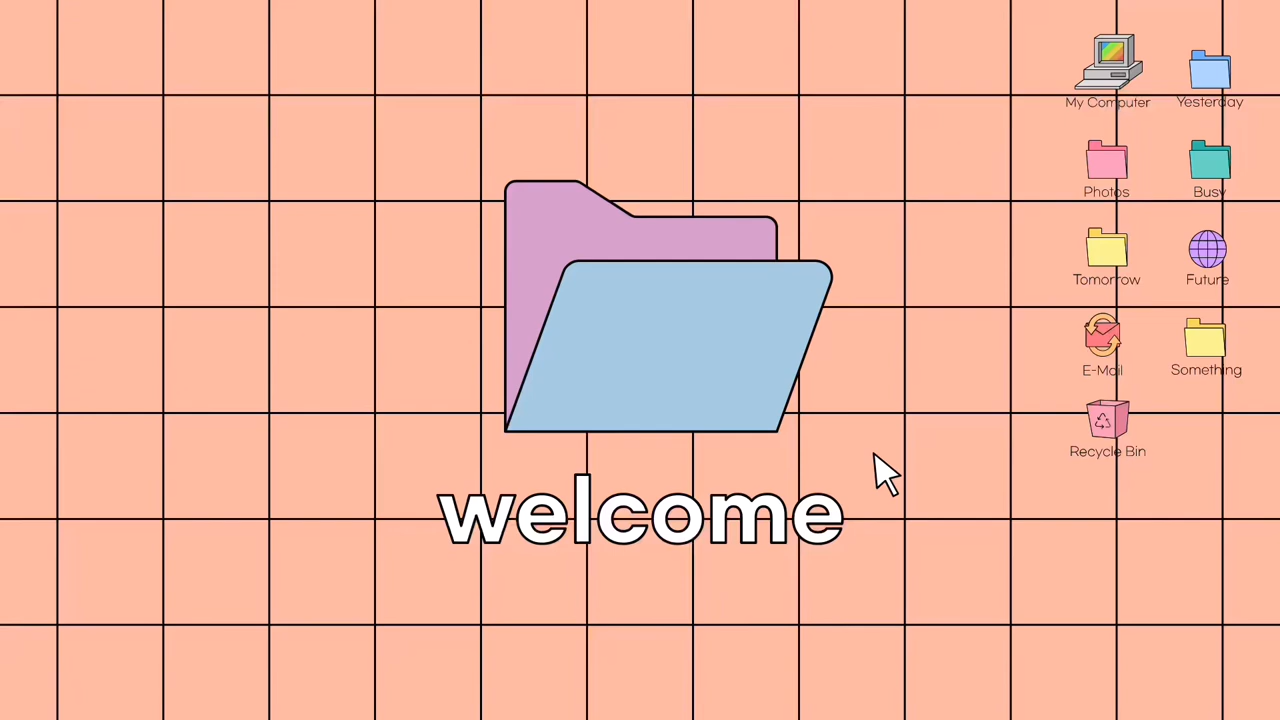 My Computer
Yesterday
Photos
Busy
Tomorrow
Future
E-Mail
Something
Recycle Bin
welcome